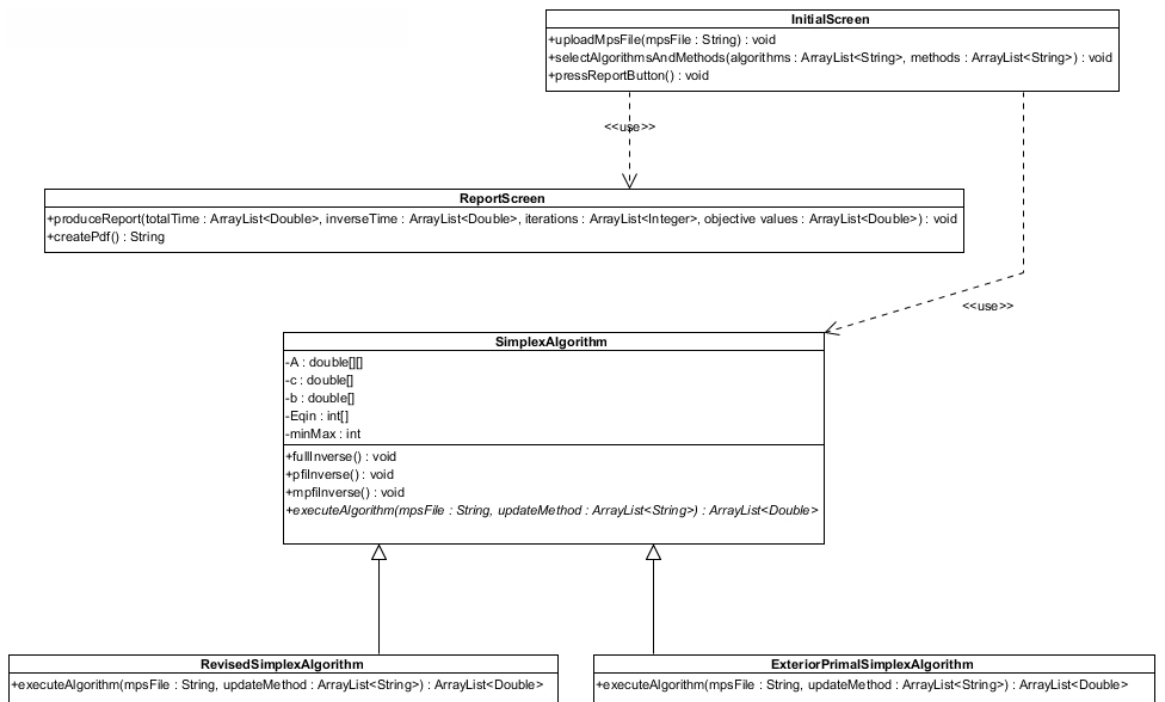 InitialScreen
+uploadMpsFile(mpsFile : String) : void
+selectAlgorithmsAndMethods(algorithms : ArrayList<String>, methods : ArrayList<String>) : void
+pressReportButton() : void
<<use>>
ReportScreen
+produceReport(totalTime : ArrayList<Double>, inverseTime : ArrayList<Double>, iterations : ArrayList<Integer>, objective values : ArrayList<Double>) : void
+createPdf() : String
<<use>>
SimplexAlgorithm
-A : double[][]
-c : double[]
-b : double[]
-Eqin : int[]
-minMax : int
+fullInverse() : void
+pfiInverse() : void
+mpfiInverse() : void
+executeAlgorithm(mpsFile : String, updateMethod : ArrayList<String>) : ArrayList<Double>
RevisedSimplexAlgorithm
+executeAlgorithm(mpsFile : String, updateMethod : ArrayList<String>) : ArrayList<Double>
ExteriorPrimalSimplexAlgorithm
+executeAlgorithm(mpsFile : String, updateMethod : ArrayList<String>) : ArrayList<Double>